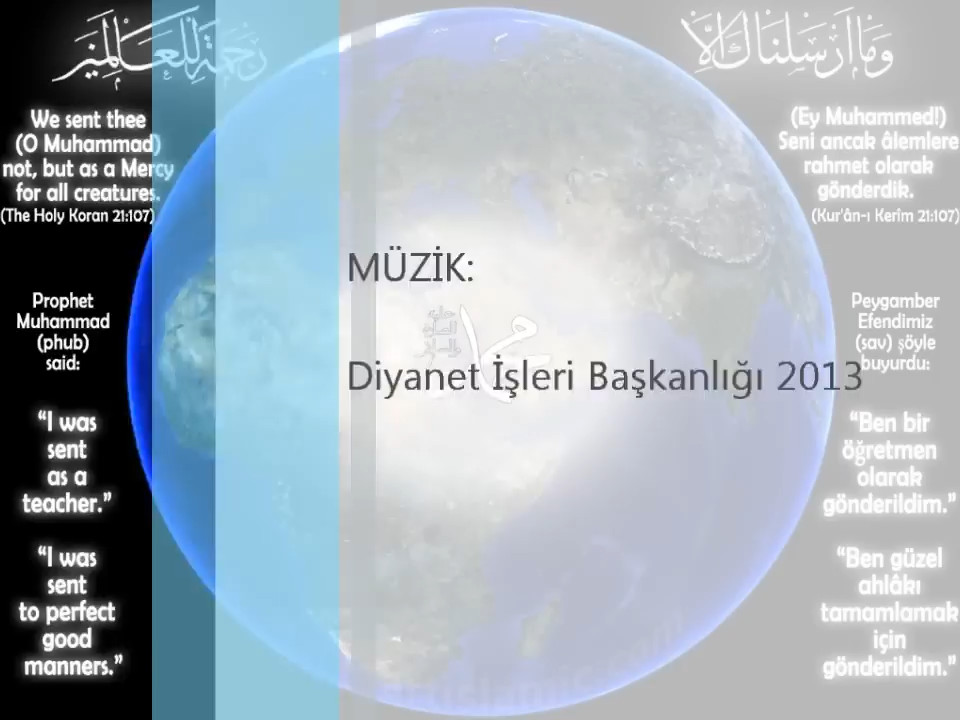 رحمة للعالمين
We sent thee
(O Muhammad)
not, but as a Mercy
for all creatures.
(The Holy Koran 21:107)
Prophet
Muhammad
(phub)
said:
“I was
sent
as a
teacher.”
“I was
sent
to perfect
good
manners.”
MÜZİK:
Diyanet İşleri Başkanlığı 2013
محمد
وما أرسلناك إلا
(Ey Muhammed!)
Seni ancak âlemlere
rahmet olarak
gönderdik.
(Kur'ân-ı Kerim 21:107)
Peygamber
Efendimiz
(sav) şöyle
buyurdu:
“Ben bir
öğretmen
olarak
gönderildim.”
“Ben güzel
ahlâkı
tamamlamak
için
gönderildim.”